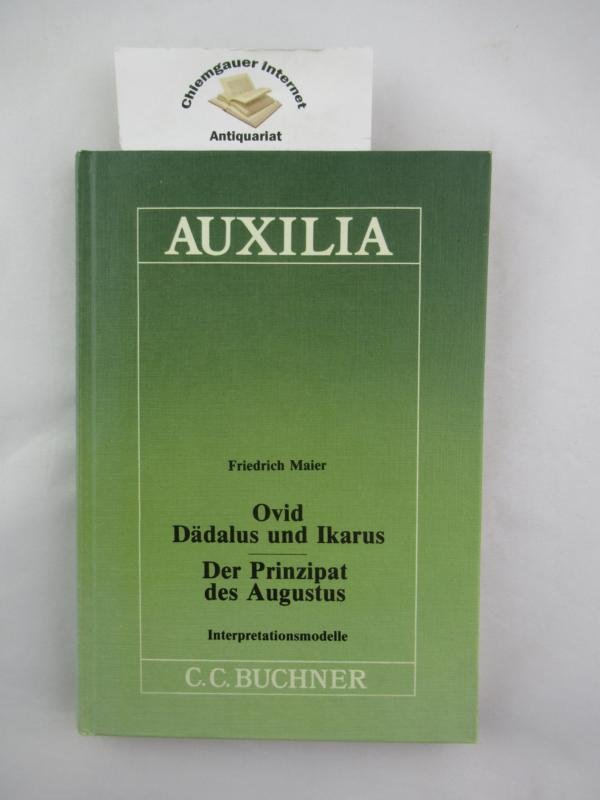 Chiemgauer Internet
Antiquariat
AUXILIA
Friedrich Maier
Ovid
Dädalus und Ikarus
Der Prinzipat
des Augustus
Interpretationsmodelle
C.C. BUCHNER